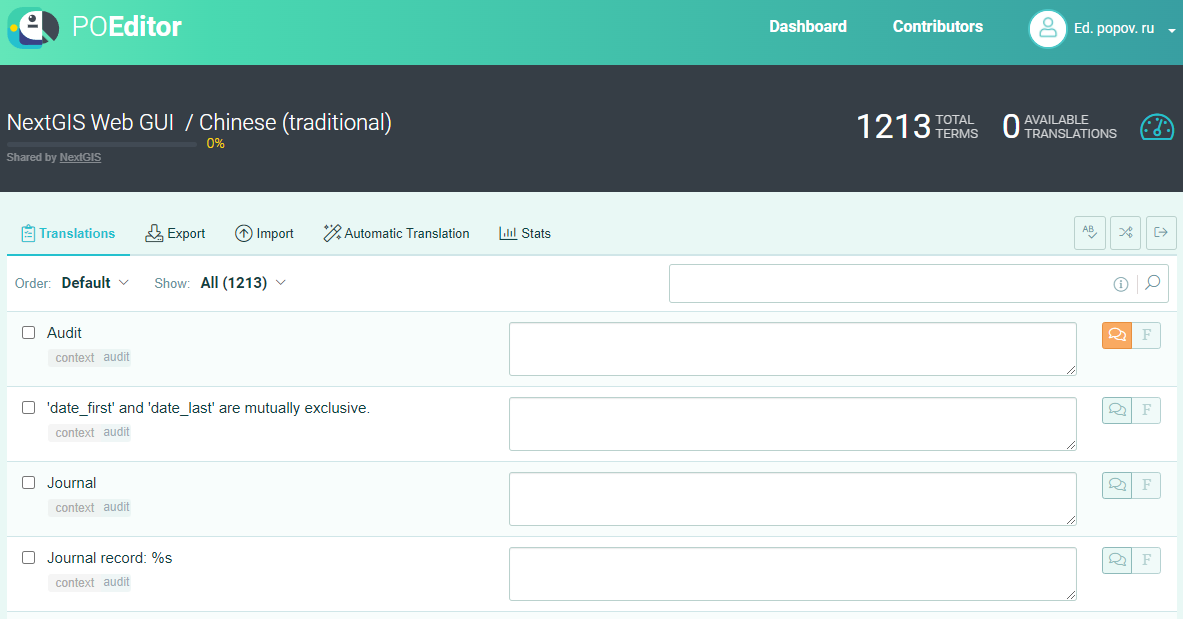 POEditor
Dashboard
Contributors
Ed. popov. ru
NextGIS Web GUI / Chinese (traditional)
0%
Shared by NextGIS
1213 TOTAL TERMS
0 AVAILABLE TRANSLATIONS
Translations
Export
Import
Automatic Translation
Stats
AB
Order: Default
Show: All (1213)
Audit
context audit
F
'date_first' and 'date_last' are mutually exclusive.
context audit
F
Journal
context audit
F
Journal record: %s
context audit
F